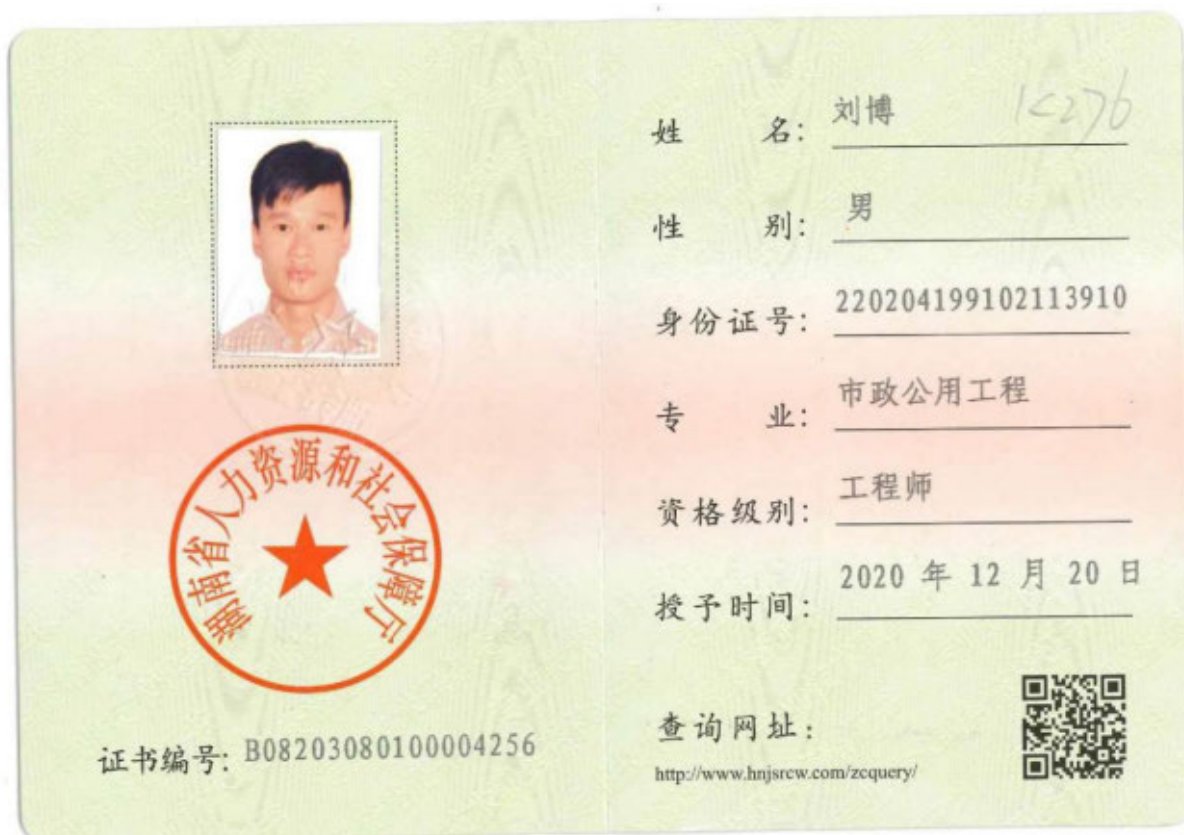 湖南省人力资源和社会保障厅
证书编号: B08203080100004256
姓 名: 刘博 K276
性 别: 男
身份证号: 220204199102113910
专 业: 市政公用工程
资格级别: 工程师
授予时间: 2020 年 12 月 20 日
查询网址:
http://www.hnjsrcw.com/zcquery/